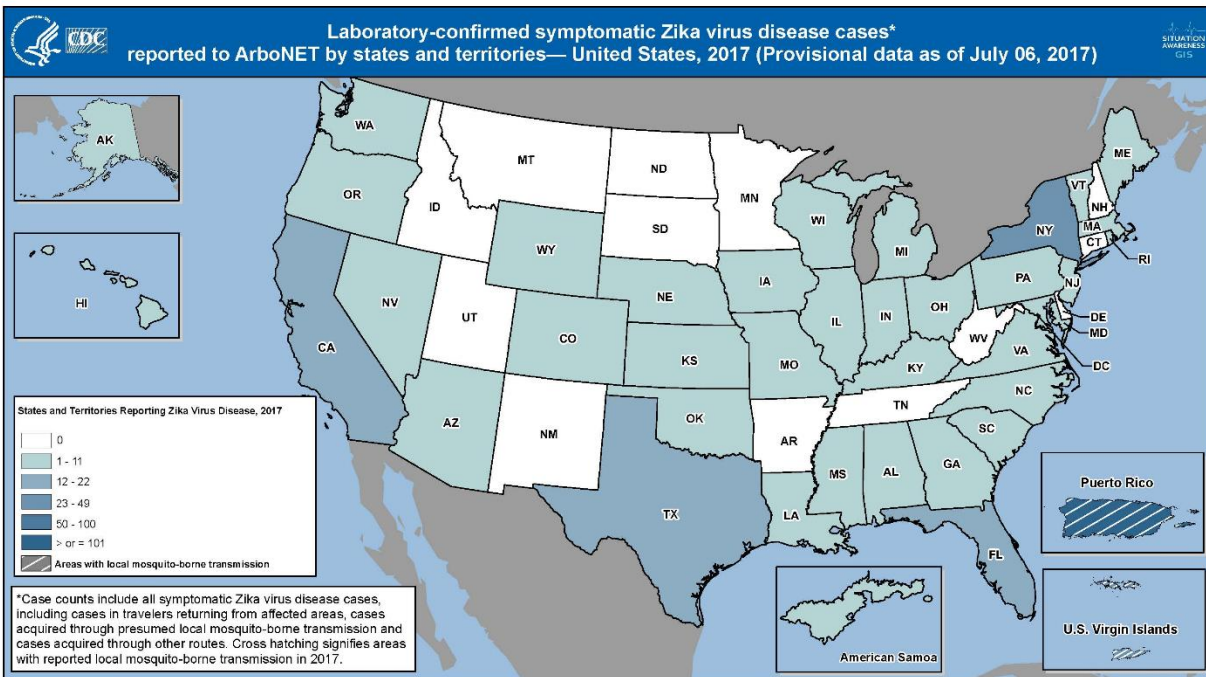 Laboratory-confirmed symptomatic Zika virus disease cases*
reported to ArboNET by states and territories— United States, 2017 (Provisional data as of July 06, 2017)
CDC
SITUATION
AWARENESS
GIS
AK
HI
WA
OR
ID
MT
ND
MN
SD
WY
NV
UT
CA
CO
NE
IA
WI
MI
IL
IN
OH
PA
NY
VT
ME
NH
MA
CT
RI
NJ
DE
MD
DC
WV
VA
KY
KS
MO
AZ
NM
OK
AR
TN
NC
SC
MS
AL
GA
LA
TX
FL
States and Territories Reporting Zika Virus Disease, 2017
0
1 - 11
12 - 22
23 - 49
50 - 100
> or = 101
Areas with local mosquito-borne transmission
*Case counts include all symptomatic Zika virus disease cases,
including cases in travelers returning from affected areas, cases
acquired through presumed local mosquito-borne transmission and
cases acquired through other routes. Cross hatching signifies areas
with reported local mosquito-borne transmission in 2017.
American Samoa
Puerto Rico
U.S. Virgin Islands